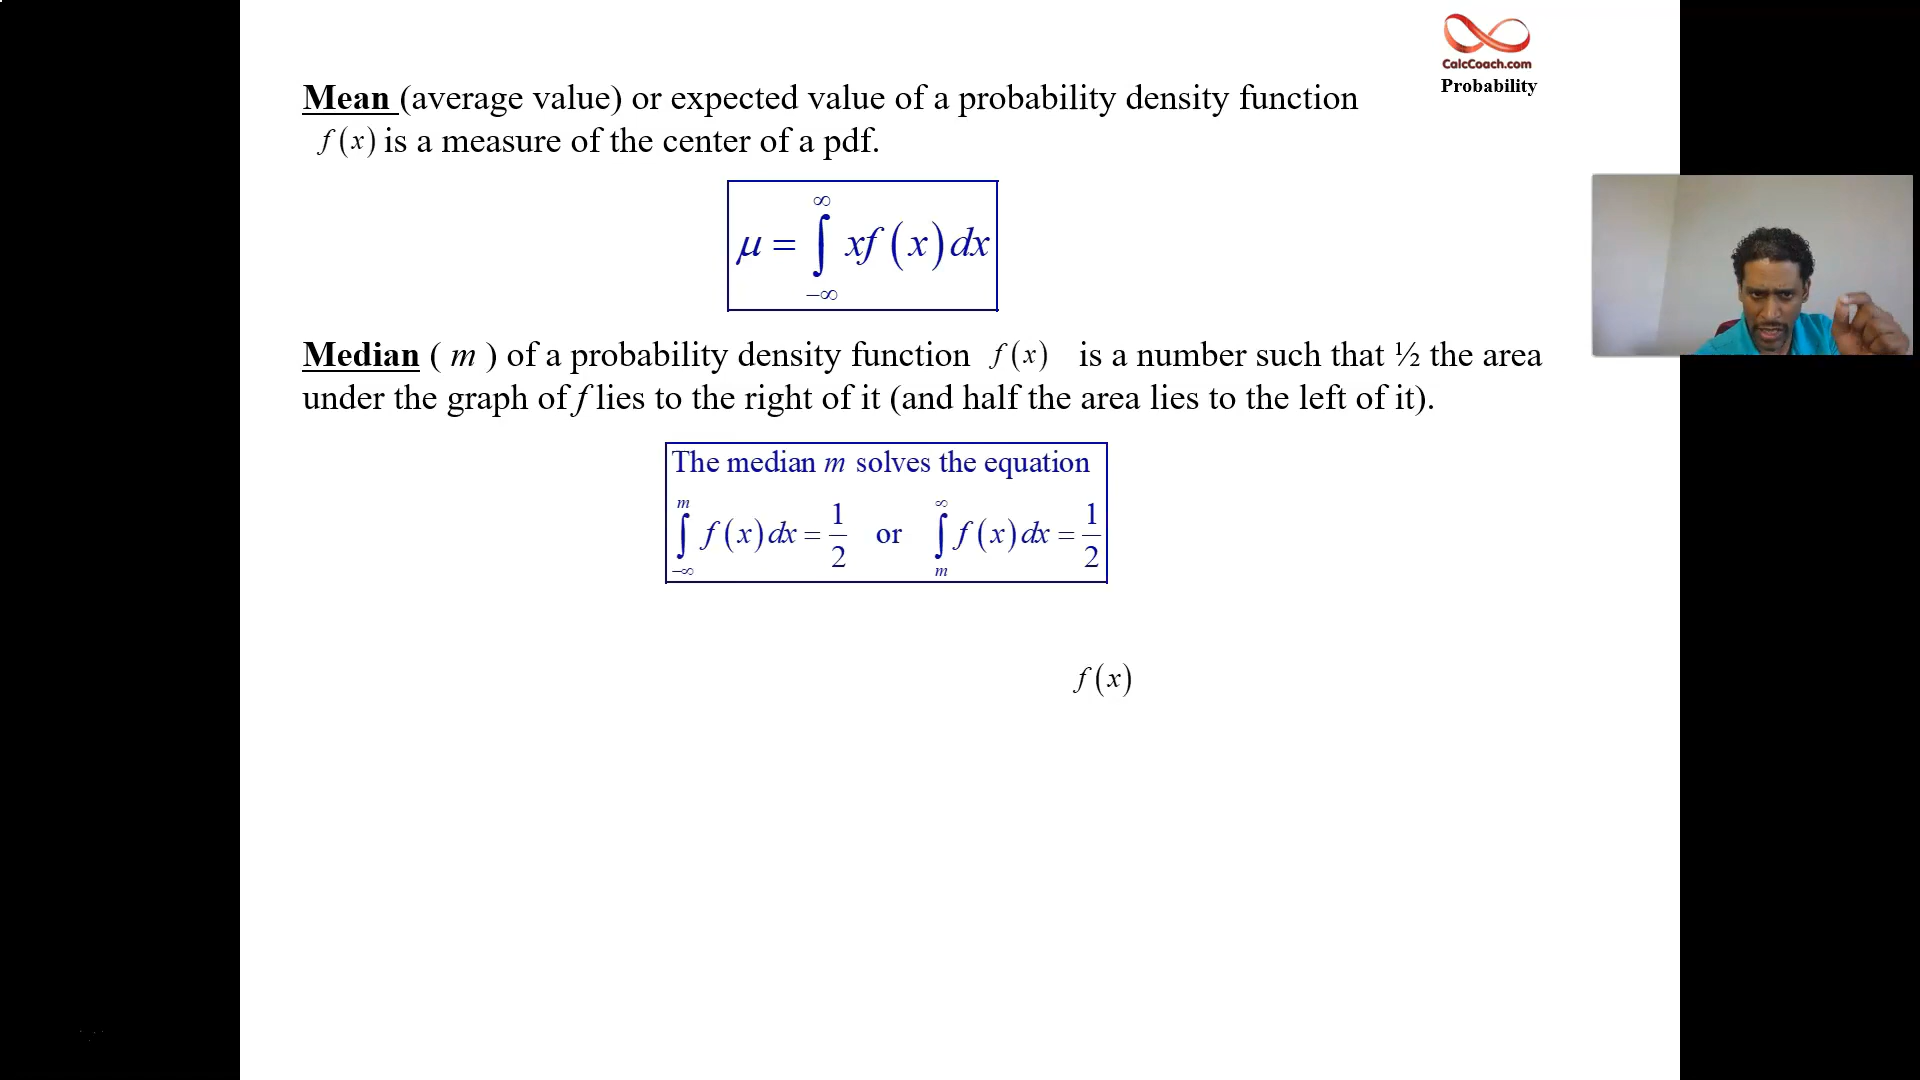 CalcCoach.com
Probability
Mean (average value) or expected value of a probability density function
f(x) is a measure of the center of a pdf.
μ = ∫_{-∞}^{∞} xf(x)dx
Median ( m ) of a probability density function f(x) is a number such that ½ the area
under the graph of f lies to the right of it (and half the area lies to the left of it).
The median m solves the equation
∫_{-∞}^{m} f(x)dx = 1/2 or ∫_{m}^{∞} f(x)dx = 1/2
f(x)